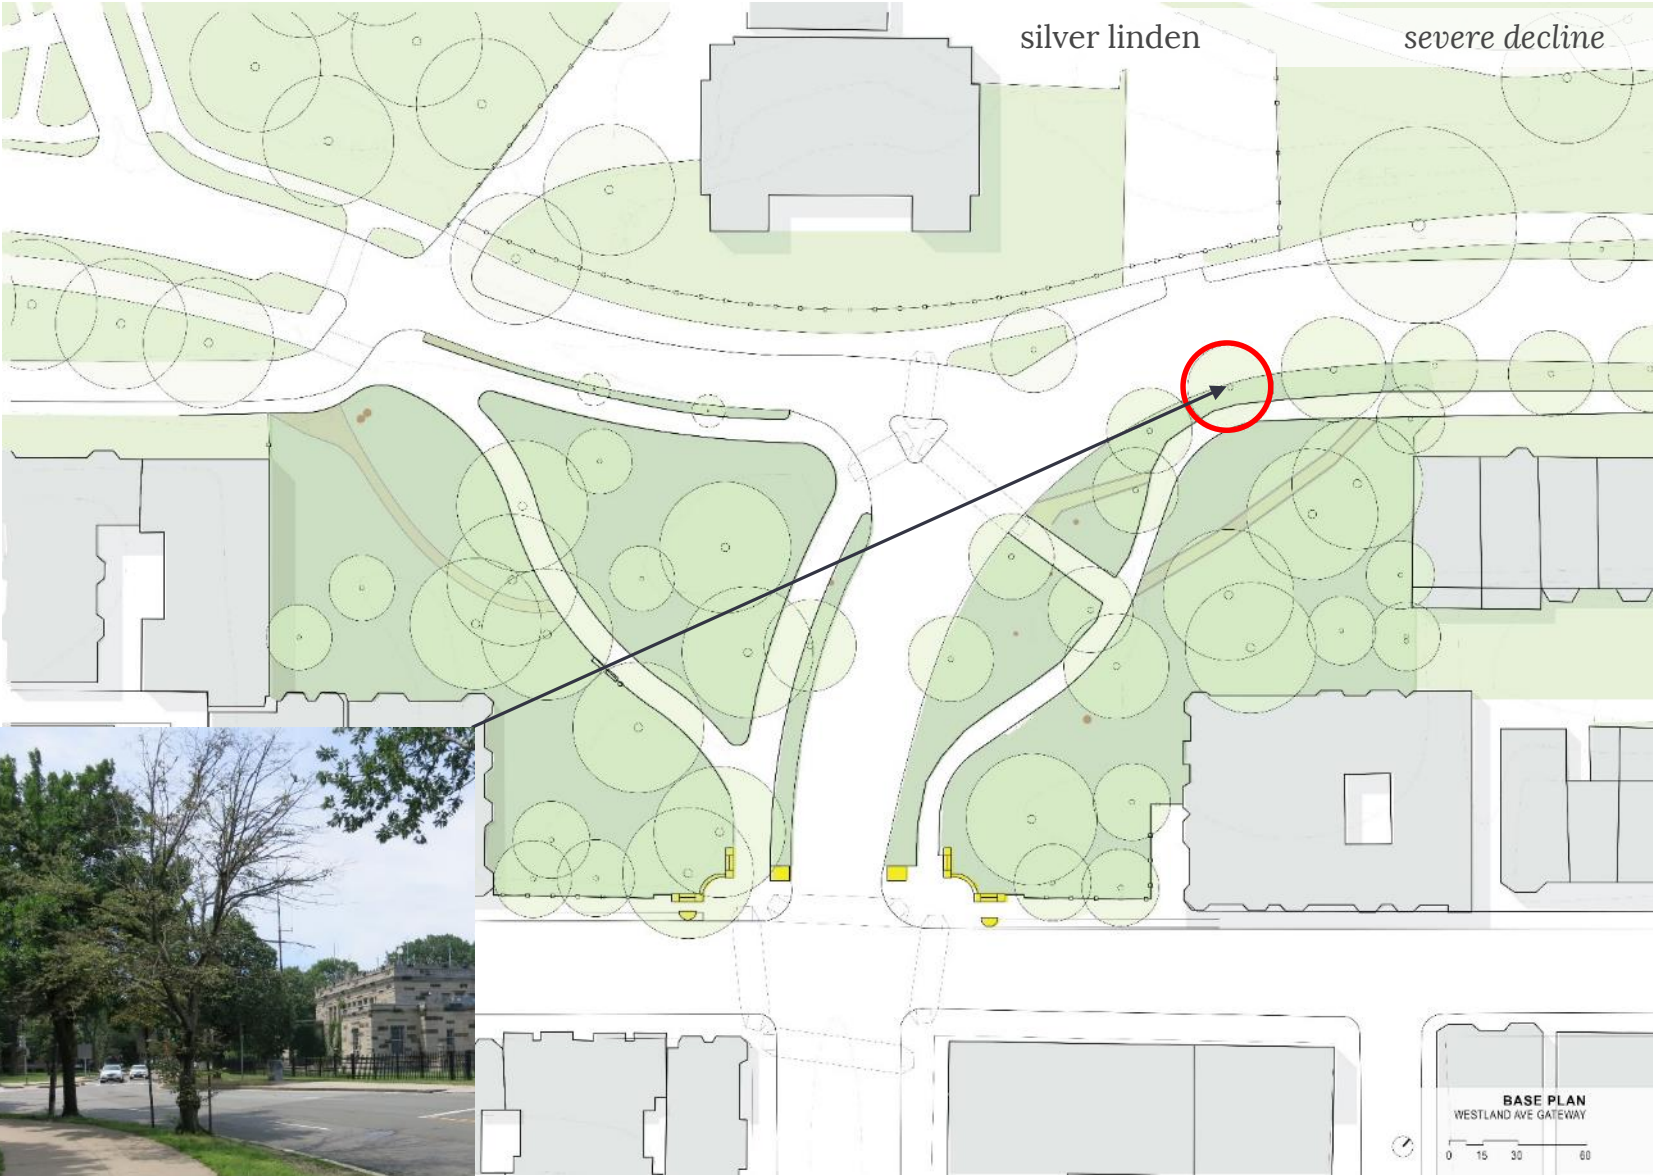 silver linden
severe decline
BASE PLAN
WESTLAND AVE GATEWAY
0 15 30 60